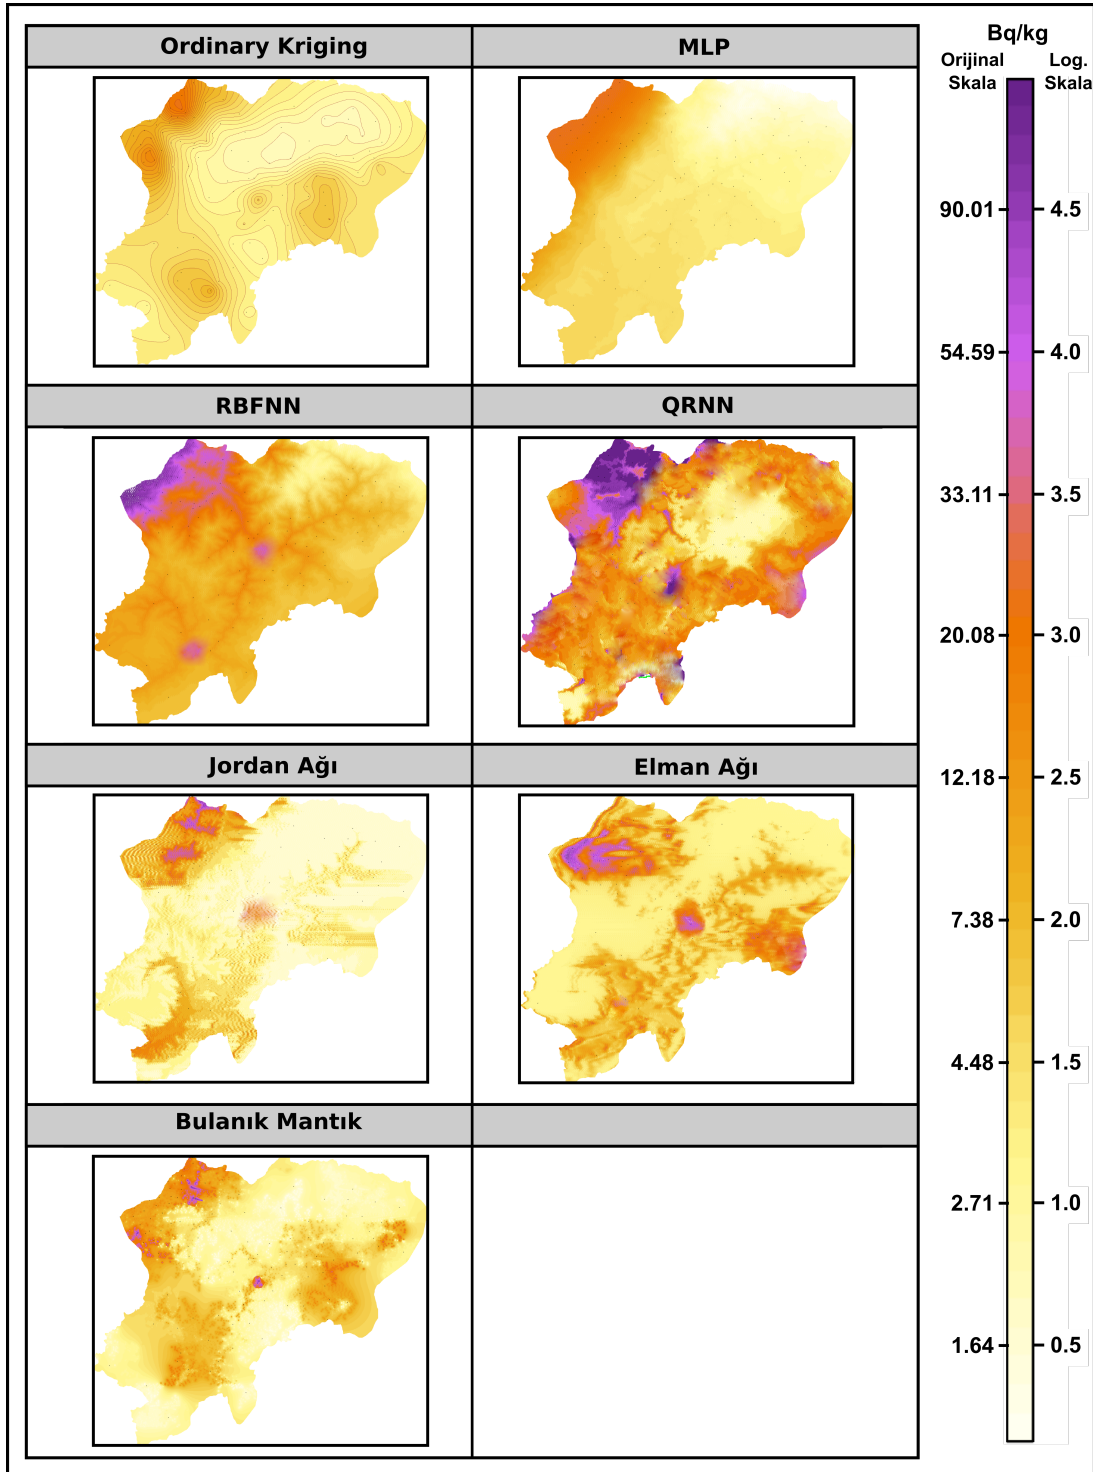 Ordinary Kriging
MLP
RBFNN
QRNN
Jordan Ağı
Elman Ağı
Bulanık Mantık
Bq/kg
Orijinal Skala
Log. Skala
90.01
4.5
54.59
4.0
33.11
3.5
20.08
3.0
12.18
2.5
7.38
2.0
4.48
1.5
2.71
1.0
1.64
0.5